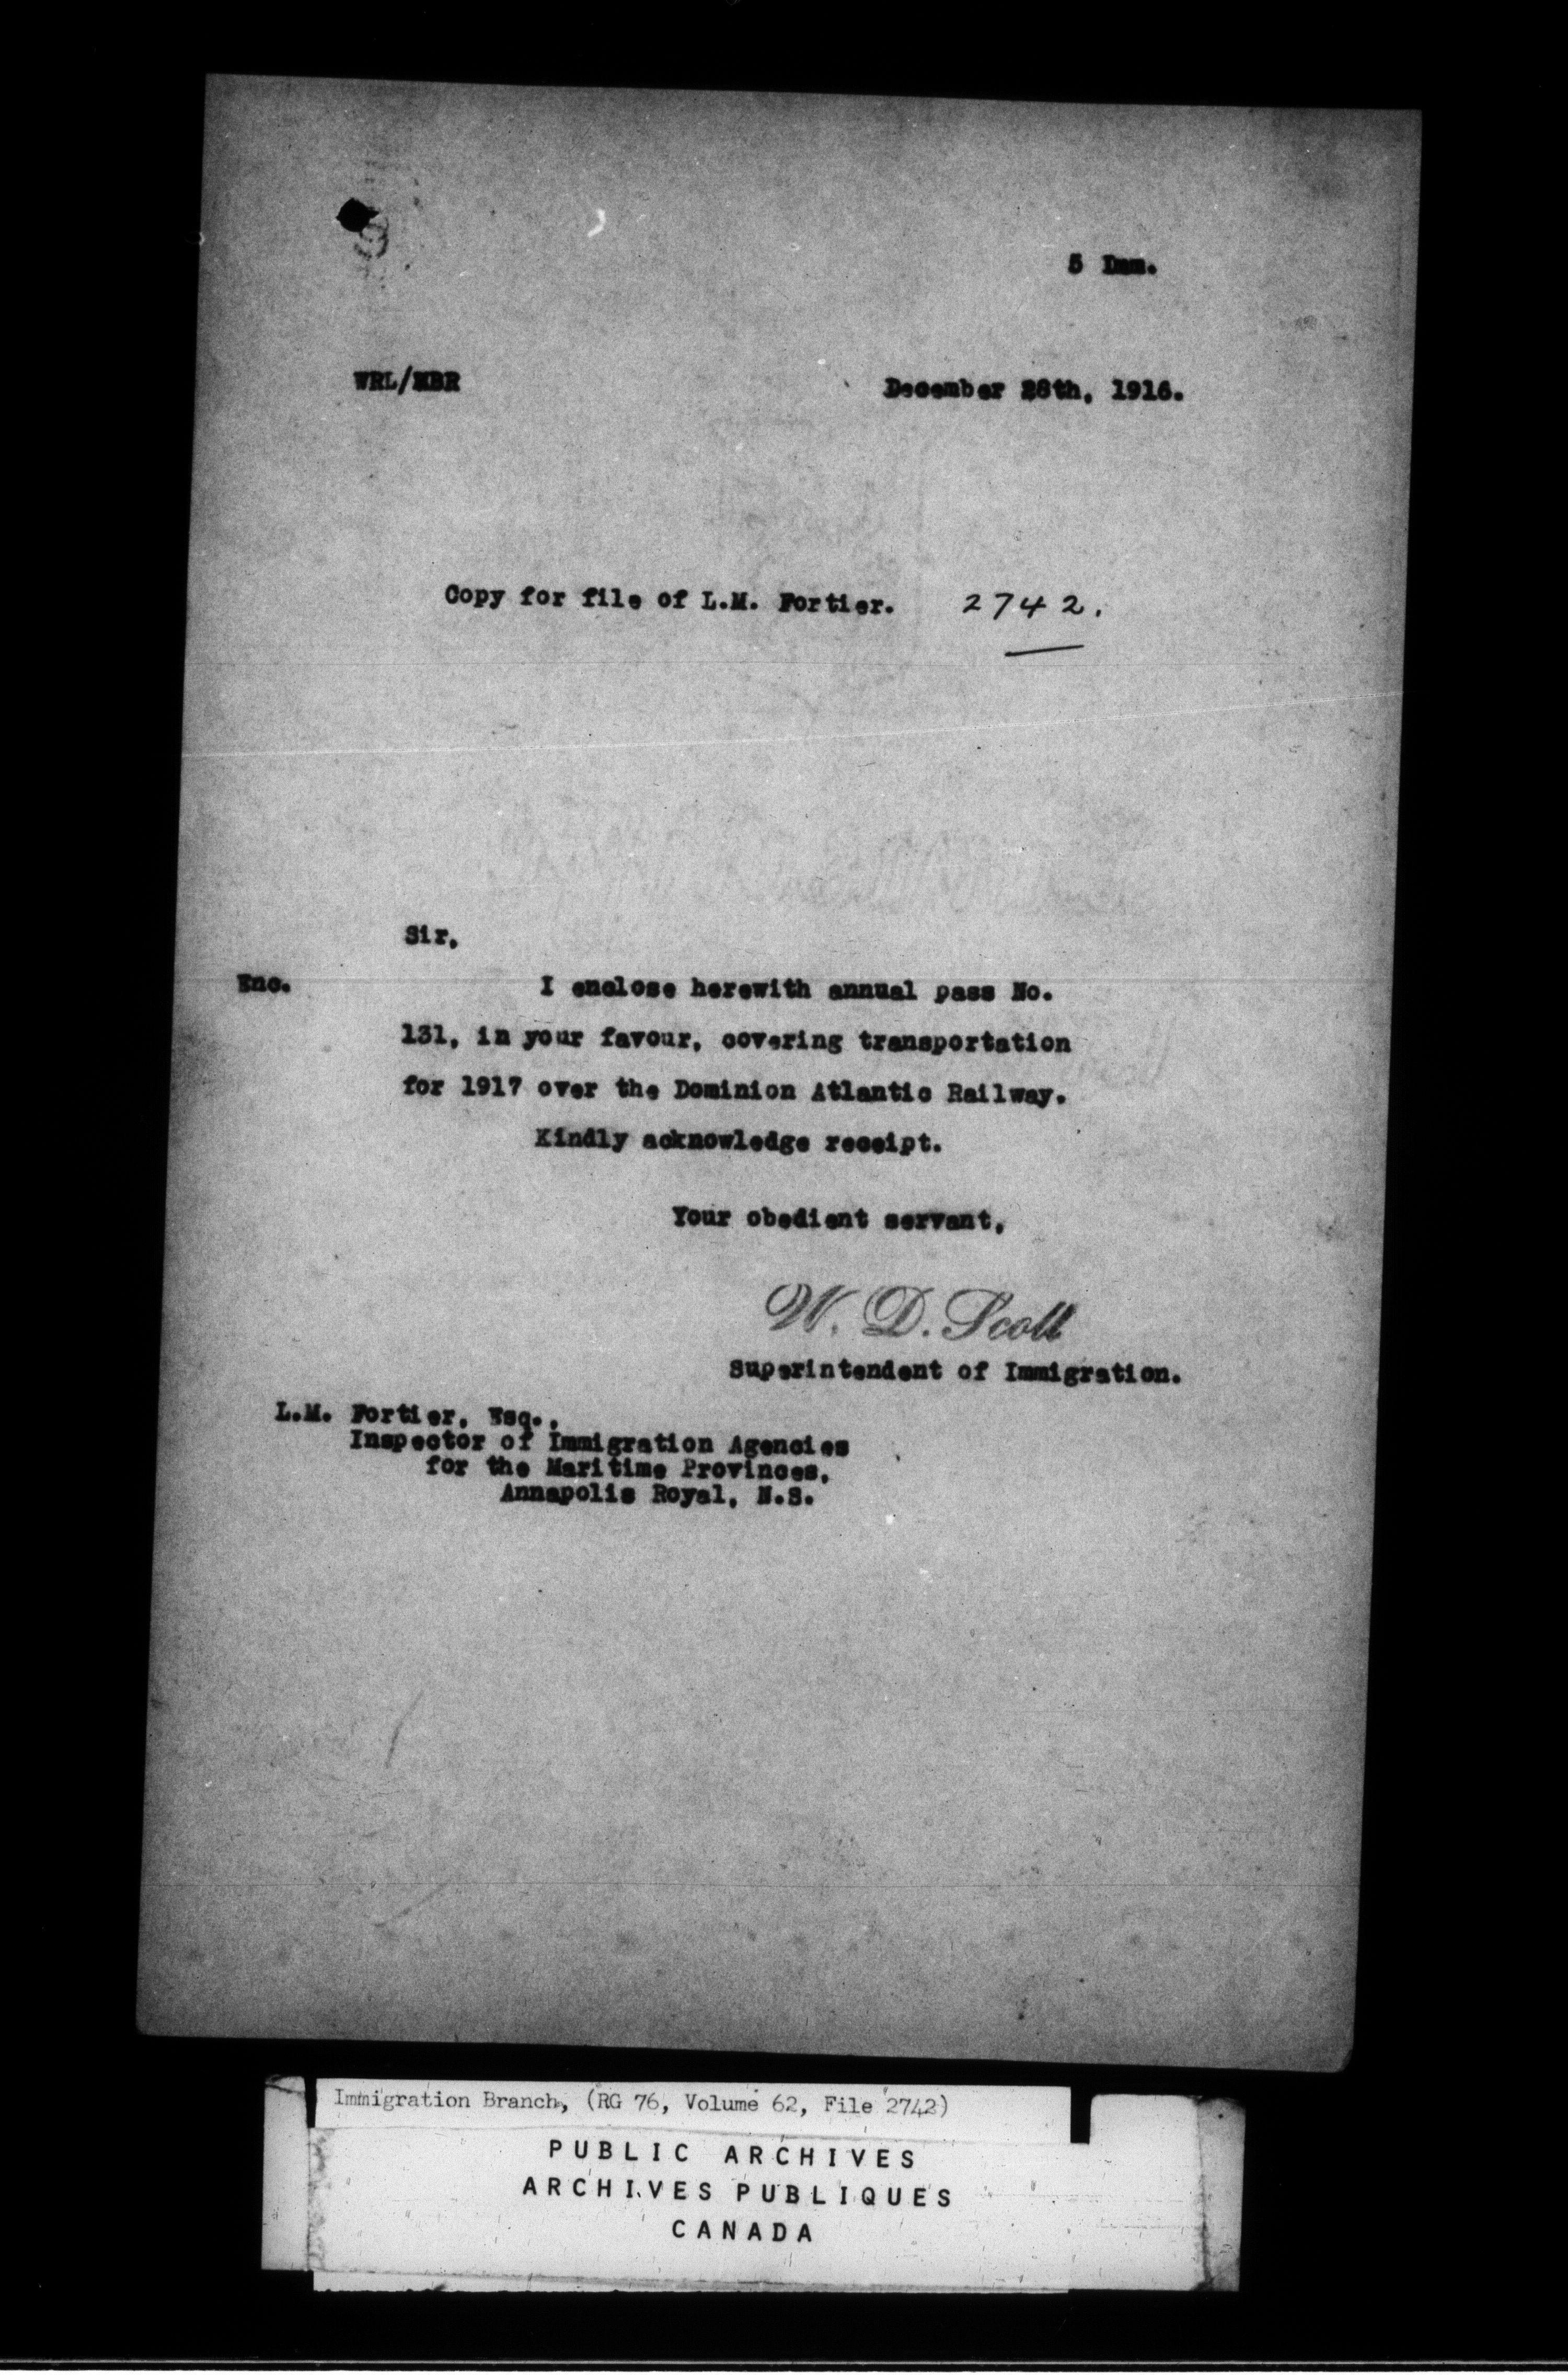 5 Imm.
WRL/MBR
December 28th, 1916.
Copy for file of L.M. Fortier. 2742.
Sir,
Enc. I enclose herewith annual pass No.
131, in your favour, covering transportation
for 1917 over the Dominion Atlantic Railway.
Kindly acknowledge receipt.
Your obedient servant,
W. D. Scott
Superintendent of Immigration.
L.M. Fortier, Esq.,
Inspector of Immigration Agencies
for the Maritime Provinces,
Annapolis Royal, N.S.
Immigration Branch, (RG 76, Volume 62, File 2742)
PUBLIC ARCHIVES
ARCHIVES PUBLIQUES
CANADA